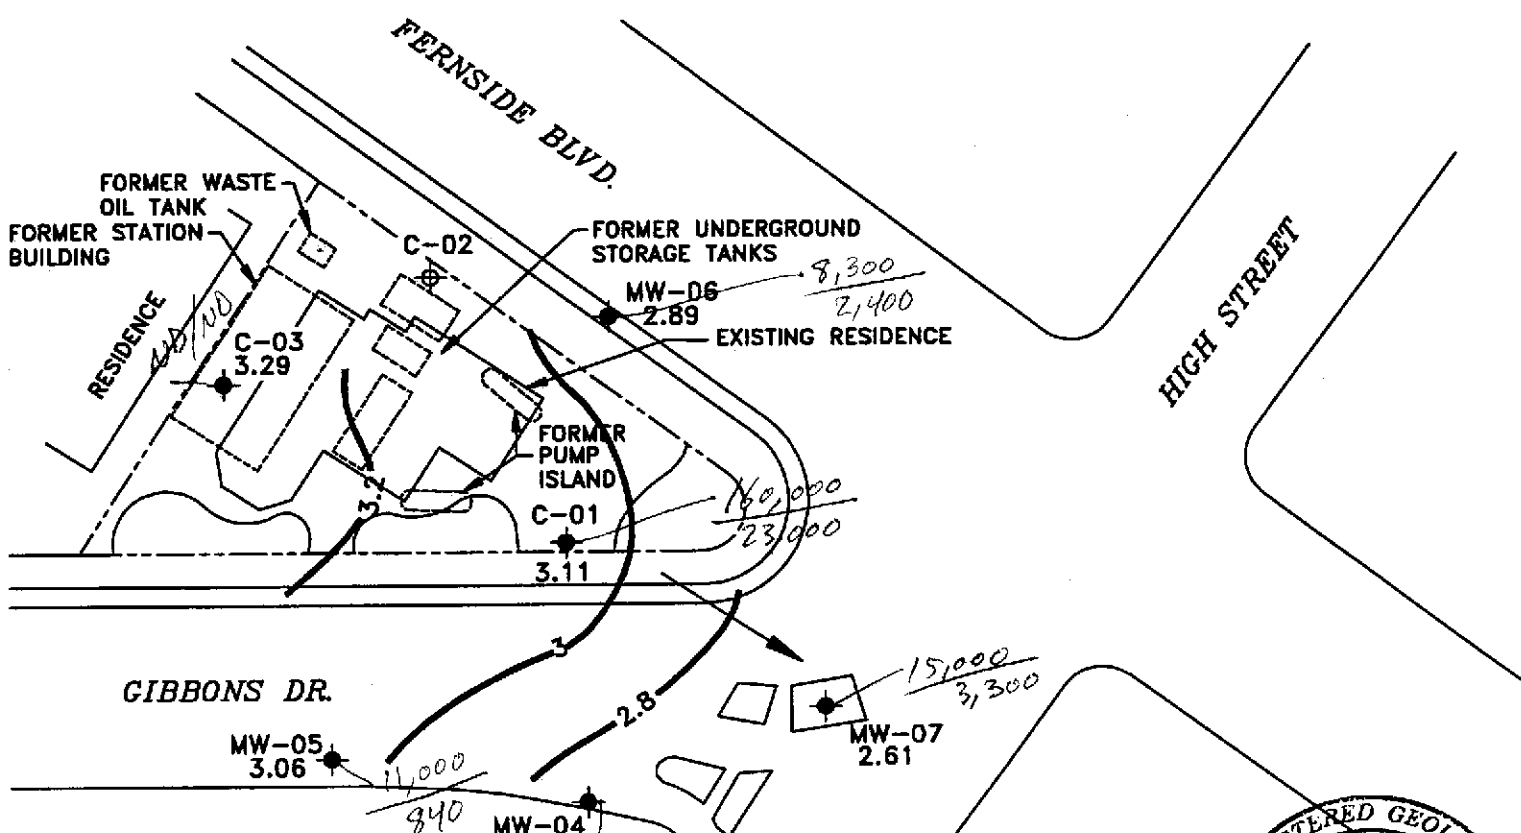 FERNSIDE BLVD.
FORMER WASTE
OIL TANK
FORMER STATION
BUILDING
C-02
FORMER UNDERGROUND
STORAGE TANKS
8,300
2,400
MW-06
2.89
EXISTING RESIDENCE
HIGH STREET
RESIDENCE
ND/ND
C-03
3.29
FORMER
PUMP
ISLAND
3.2
C-01
3.11
160,000
23,000
3
2.8
GIBBONS DR.
15,000
3,300
MW-07
2.61
MW-05
3.06
11,000
840
MW-04